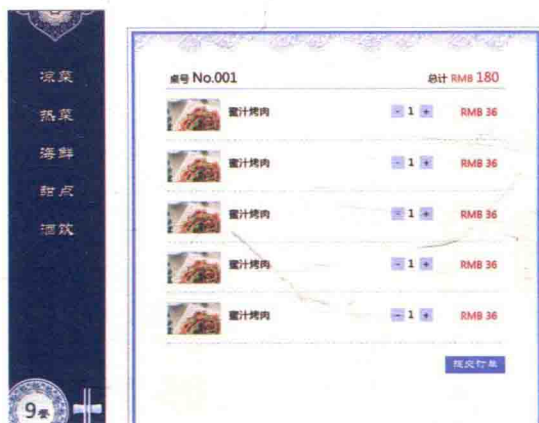 凉菜
热菜
海鲜
甜点
酒饮
9餐
桌号 No.001 总计 RMB 180
蜜汁烤肉 - 1 + RMB 36
蜜汁烤肉 - 1 + RMB 36
蜜汁烤肉 - 1 + RMB 36
蜜汁烤肉 - 1 + RMB 36
蜜汁烤肉 - 1 + RMB 36
提交订单